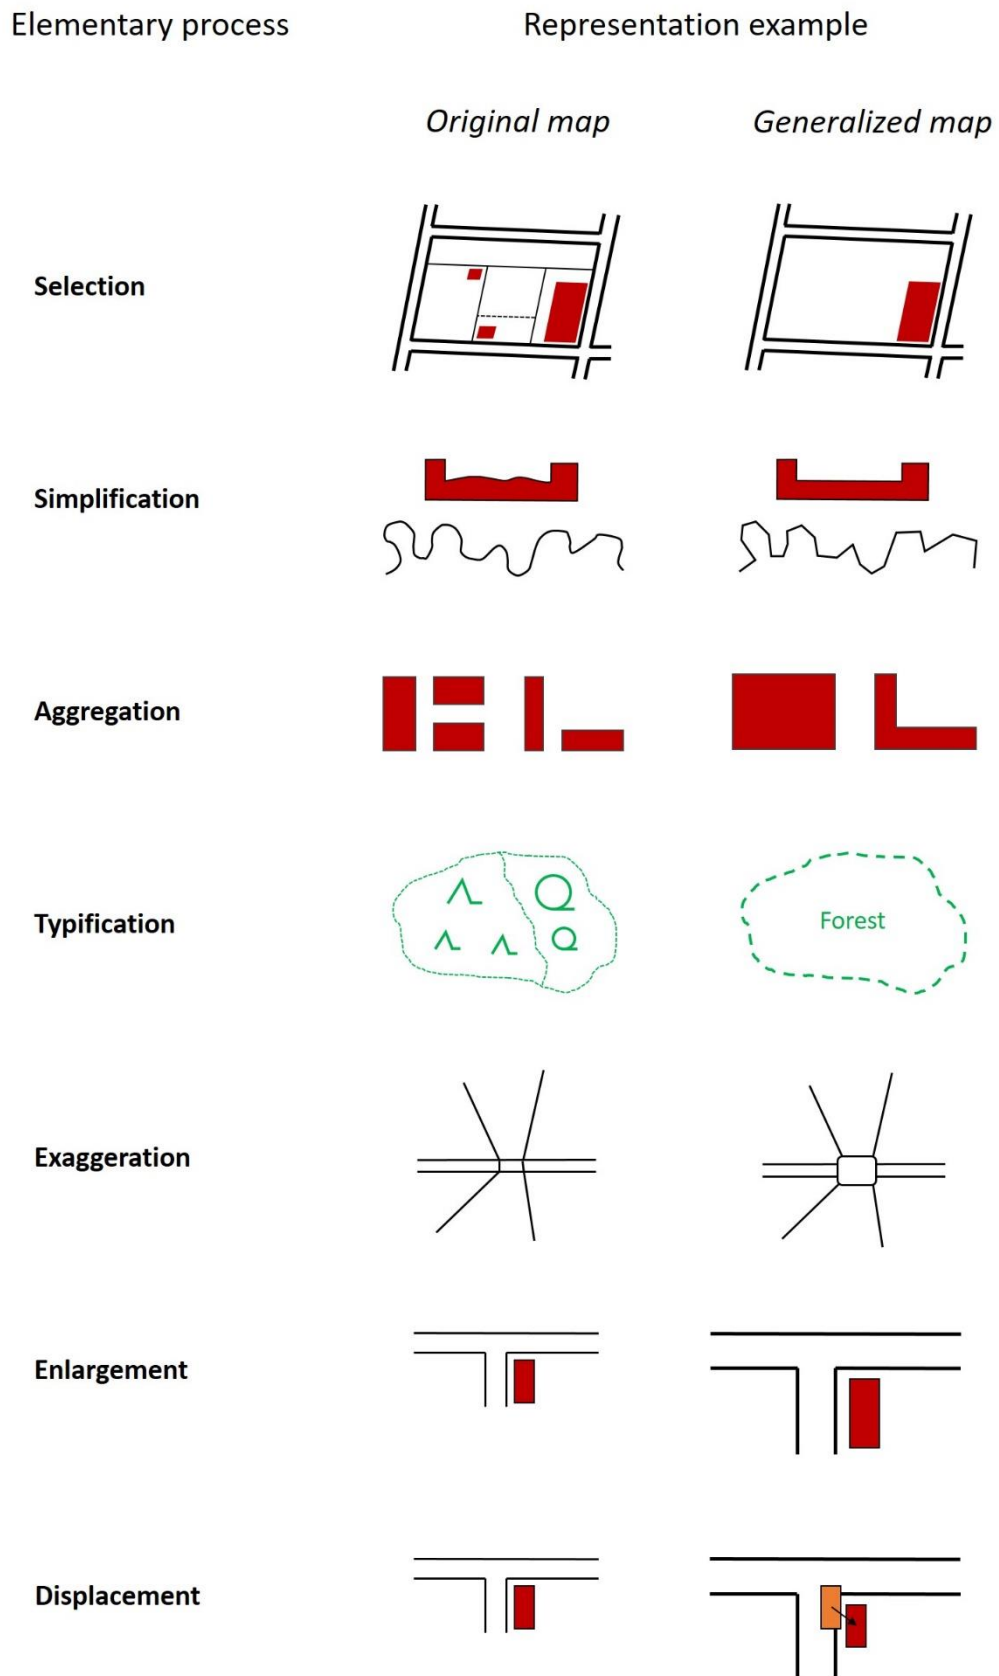 Elementary process
Representation example
Original map
Generalized map
Selection
Simplification
Aggregation
Typification
Forest
Exaggeration
Enlargement
Displacement